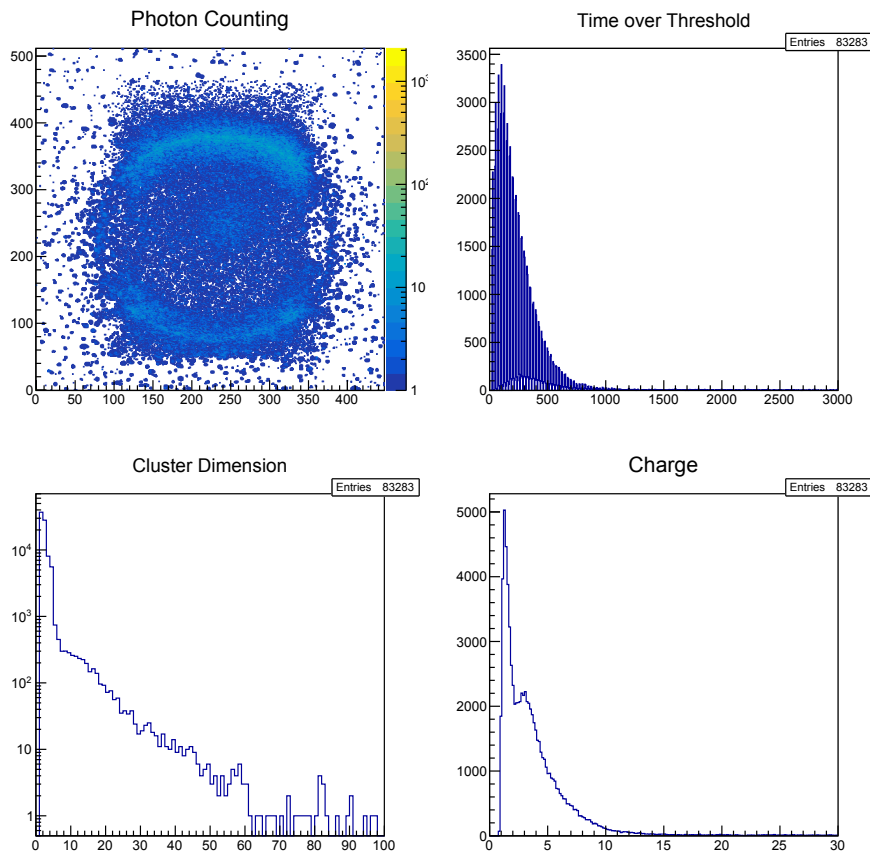 Photon Counting
500
400
300
200
100
0
0 50 100 150 200 250 300 350 400
10³
10²
10
1
Time over Threshold
Entries 83283
3500
3000
2500
2000
1500
1000
500
0
0 500 1000 1500 2000 2500 3000
Cluster Dimension
Entries 83283
10⁴
10³
10²
10
1
0 10 20 30 40 50 60 70 80 90 100
Charge
Entries 83283
5000
4000
3000
2000
1000
0
0 5 10 15 20 25 30